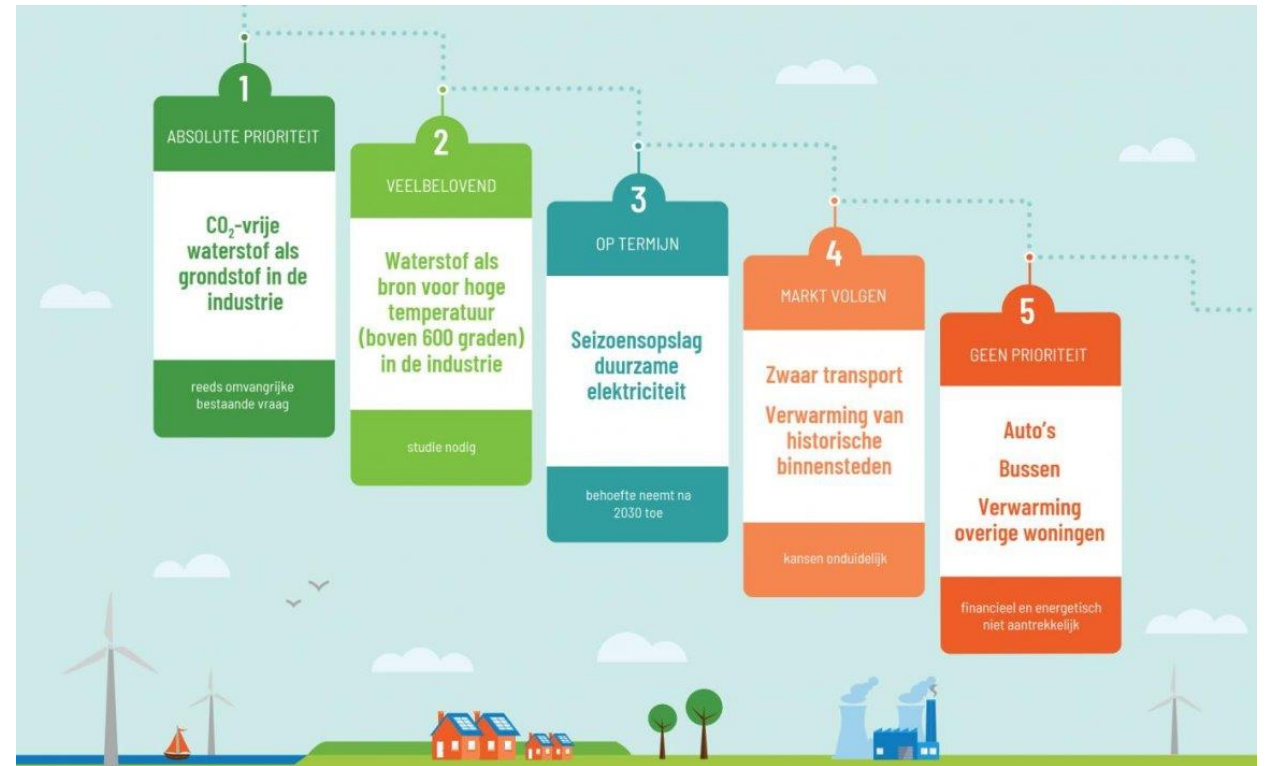 1
ABSOLUTE PRIORITEIT
CO₂-vrije
waterstof als
grondstof in de
industrie
reeds omvangrijke
bestaande vraag
2
VEELBELOVEND
Waterstof als
bron voor hoge
temperatuur
(boven 600 graden)
in de industrie
studie nodig
3
OP TERMIJN
Seizoensopslag
duurzame
elektriciteit
behoefte neemt na
2030 toe
4
MARKT VOLGEN
Zwaar transport
Verwarming van
historische
binnensteden
kansen onduidelijk
5
GEEN PRIORITEIT
Auto's
Bussen
Verwarming
overige woningen
financieel en energetisch
niet aantrekkelijk